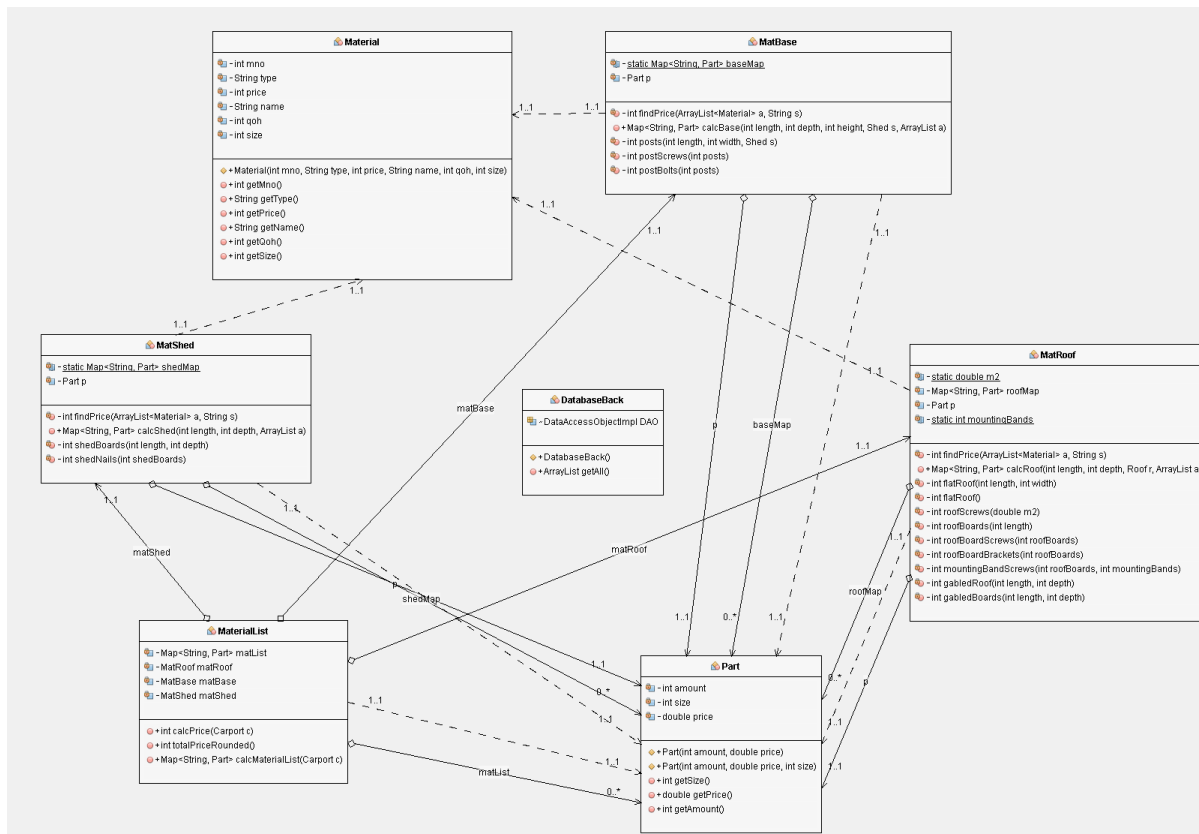 Material
- int mno
- String type
- int price
- String name
- int qoh
- int size
+ Material(int mno, String type, int price, String name, int qoh, int size)
+ int getMno()
+ String getType()
+ int getPrice()
+ String getName()
+ int getQoh()
+ int getSize()
MatBase
- static Map<String, Part> baseMap
- Part p
- int findPrice(ArrayList<Material> a, String s)
+ Map<String, Part> calcBase(int length, int depth, int height, Shed s, ArrayList a)
- int posts(int length, int width, Shed s)
- int postScrews(int posts)
- int postBolts(int posts)
1..1
1..1
1..1
1..1
1..1
1..1
1..1
MatShed
- static Map<String, Part> shedMap
- Part p
- int findPrice(ArrayList<Material> a, String s)
+ Map<String, Part> calcShed(int length, int depth, ArrayList a)
- int shedBoards(int length, int depth)
- int shedNails(int shedBoards)
DatabaseBack
- DataAccessObjectImpl DAO
+ DatabaseBack()
+ ArrayList getAll()
MatRoof
- static double m2
- Map<String, Part> roofMap
- Part p
- static int mountingBands
- int findPrice(ArrayList<Material> a, String s)
+ Map<String, Part> calcRoof(int length, int depth, Roof r, ArrayList a
- int flatRoof(int length, int width)
- int flatRoof()
- int roofScrews(double m2)
- int roofBoards(int length)
- int roofBoardScrews(int roofBoards)
- int roofBoardBrackets(int roofBoards)
- int mountingBandScrews(int roofBoards, int mountingBands)
- int gabledRoof(int length, int depth)
- int gabledBoards(int length, int depth)
1..1
matBase
p
baseMap
1..1
1..1
1..1
1..1
matShed
matRoof
p
shedMap
roofMap
p
1..1
0..*
1..1
MaterialList
- Map<String, Part> matList
- MatRoof matRoof
- MatBase matBase
- MatShed matShed
+ int calcPrice(Carport c)
+ int totalPriceRounded()
+ Map<String, Part> calcMaterialList(Carport c)
Part
- int amount
- int size
- double price
+ Part(int amount, double price)
+ Part(int amount, double price, int size)
+ int getSize()
+ double getPrice()
+ int getAmount()
1..1
0..*
0..*
1..1
1..1
1..1
1..1
1..1
matList
0..*